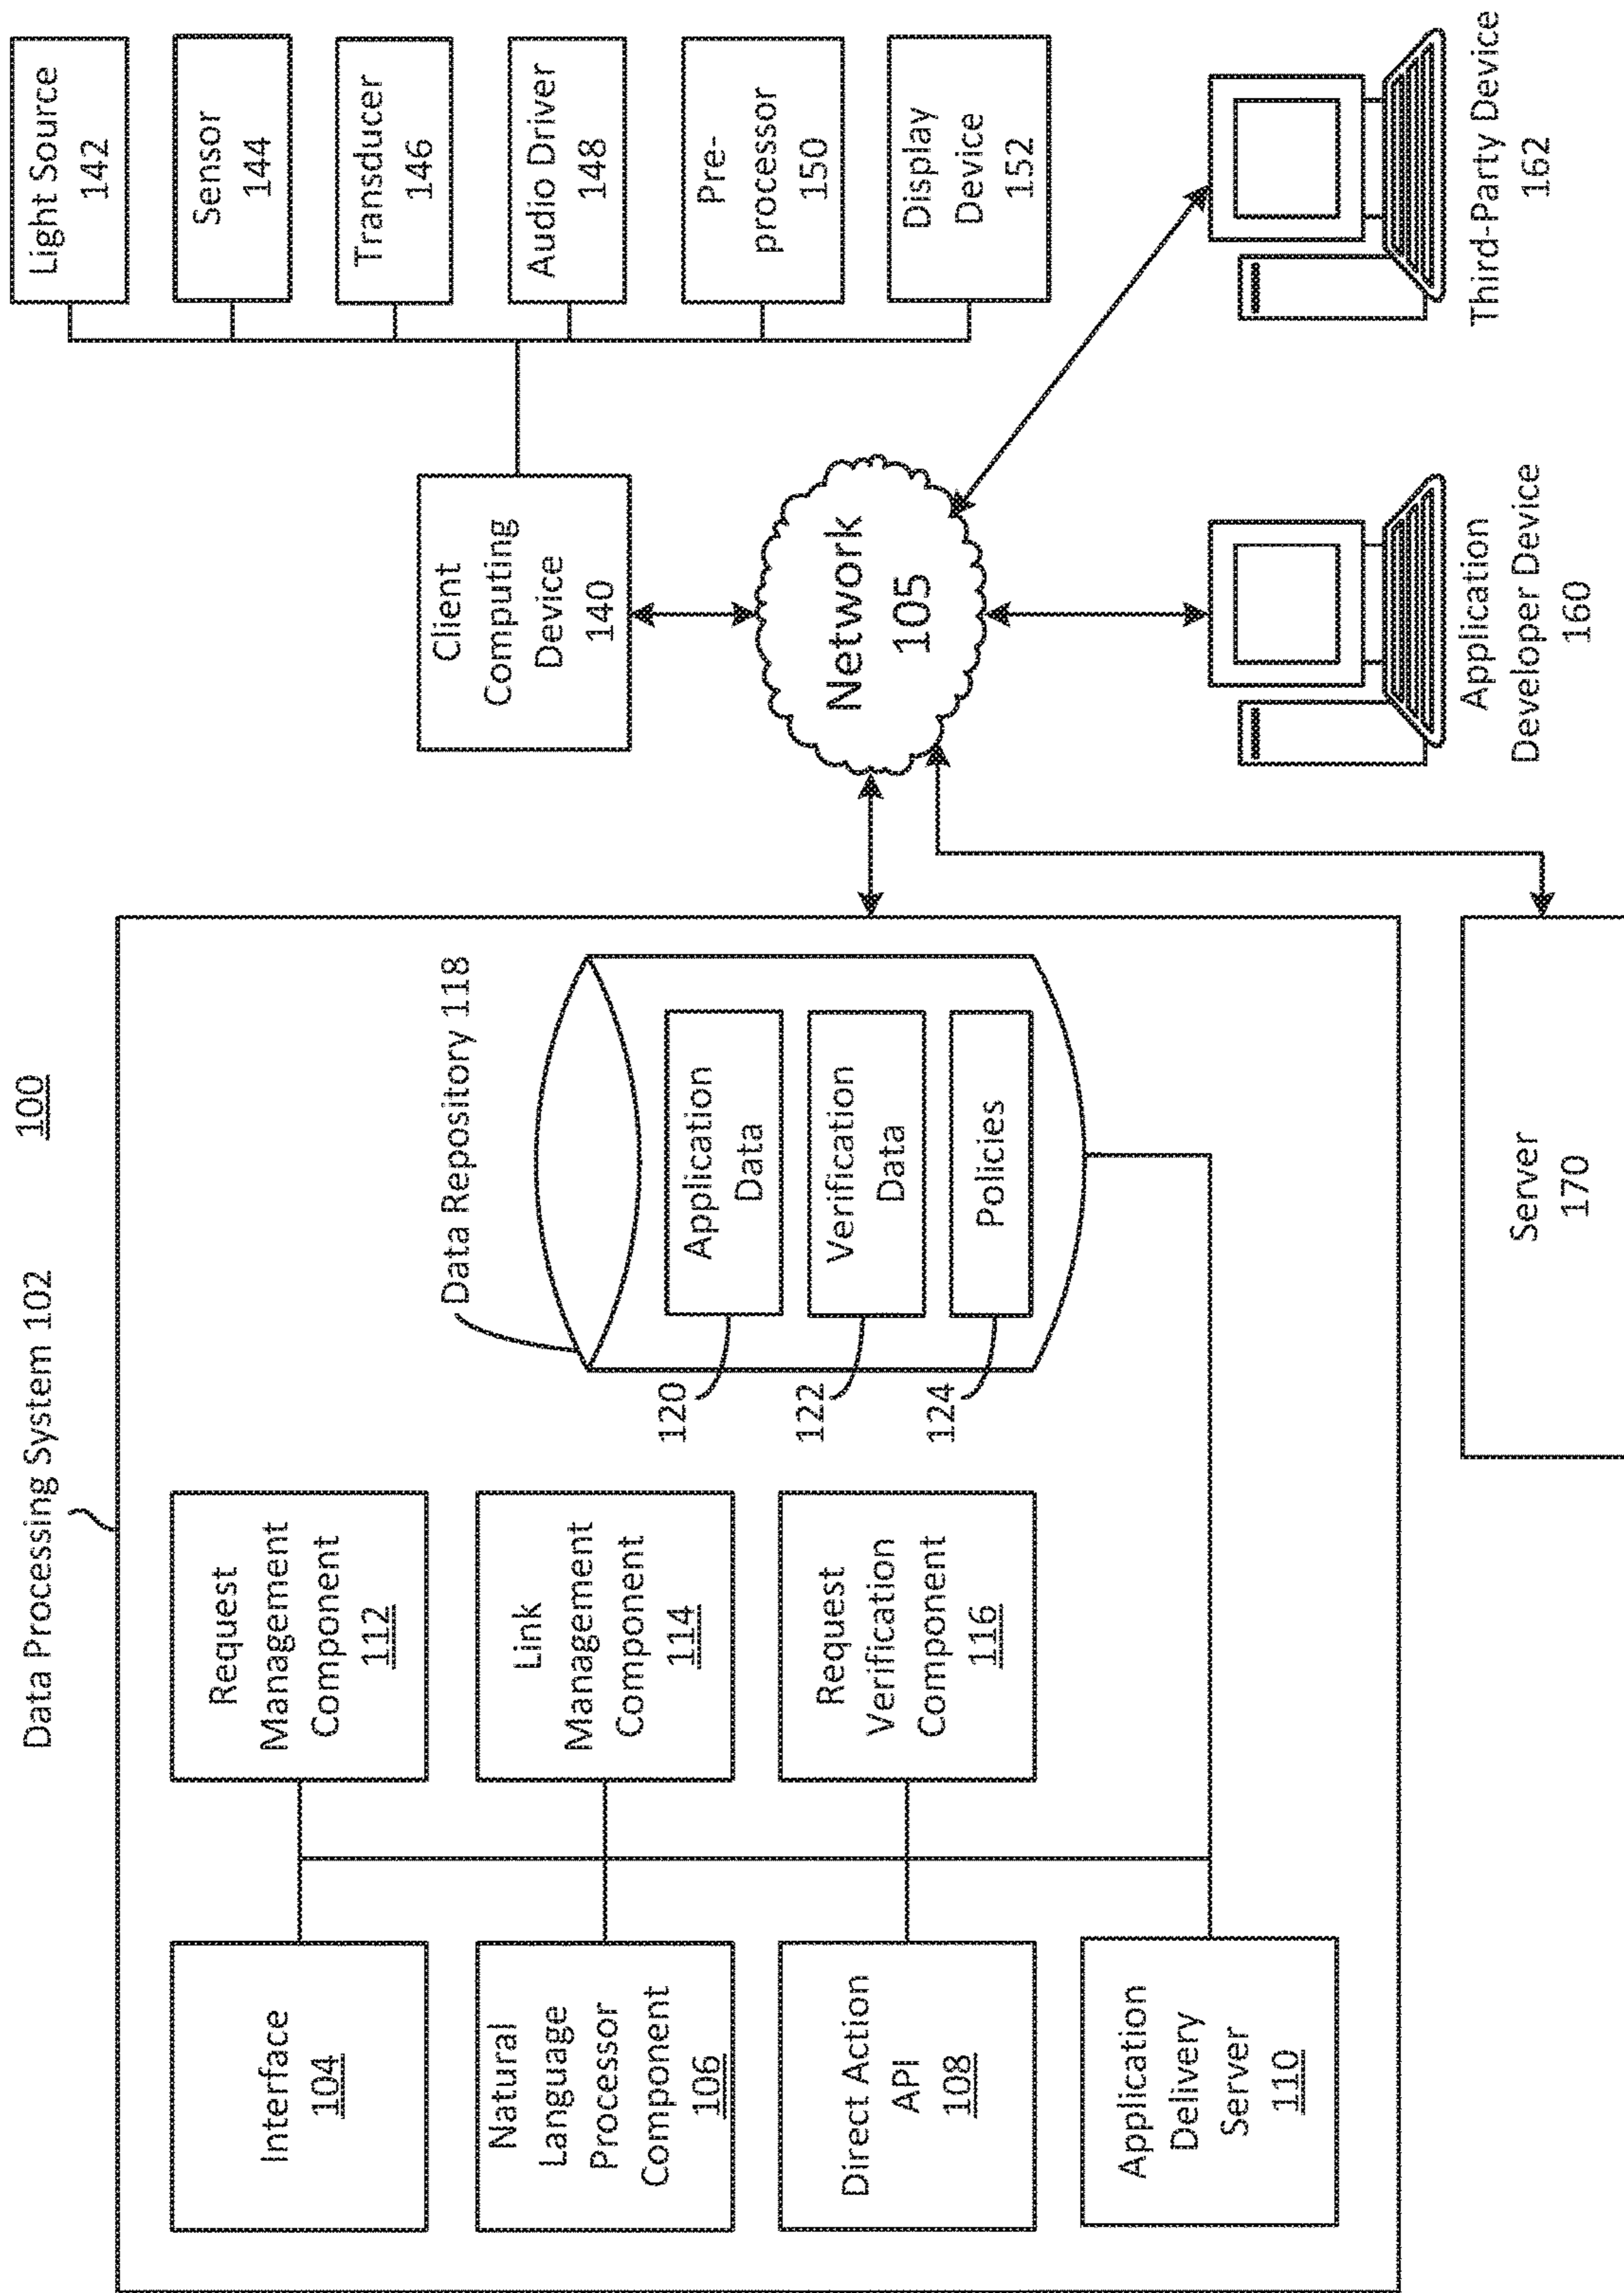 100
Data Processing System 102
Interface
104
Natural
Language
Processor
Component
106
Direct Action
API
108
Application
Delivery
Server
110
Request
Management
Component
112
Link
Management
Component
114
Request
Verification
Component
116
Data Repository 118
120
Application
Data
122
Verification
Data
124
Policies
Server
170
Client
Computing
Device
140
Network
105
Light Source
142
Sensor
144
Transducer
146
Audio Driver
148
Pre-
processor
150
Display
Device
152
Application
Developer Device
160
Third-Party Device
162